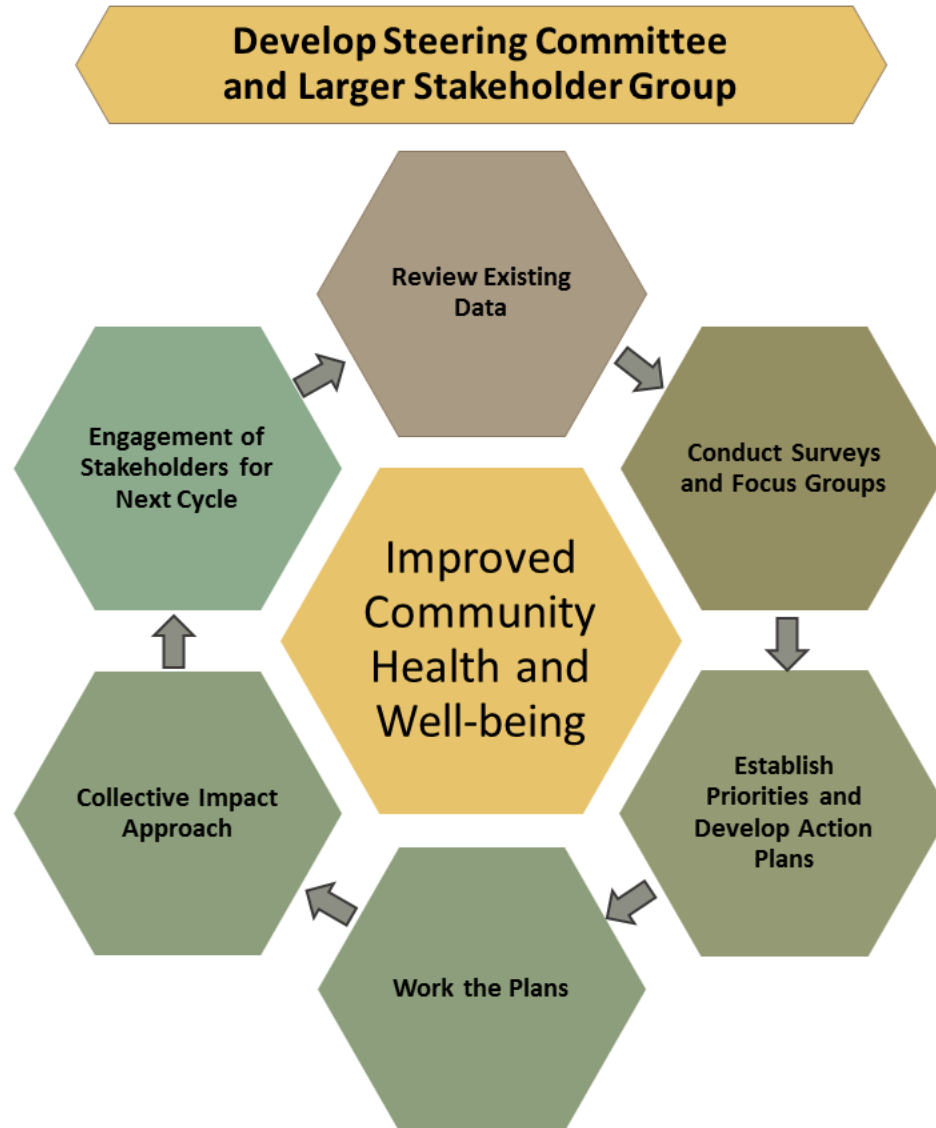 Develop Steering Committee
and Larger Stakeholder Group
Review Existing
Data
Conduct Surveys
and Focus Groups
Establish
Priorities and
Develop Action
Plans
Work the Plans
Collective Impact
Approach
Engagement of
Stakeholders for
Next Cycle
Improved
Community
Health and
Well-being